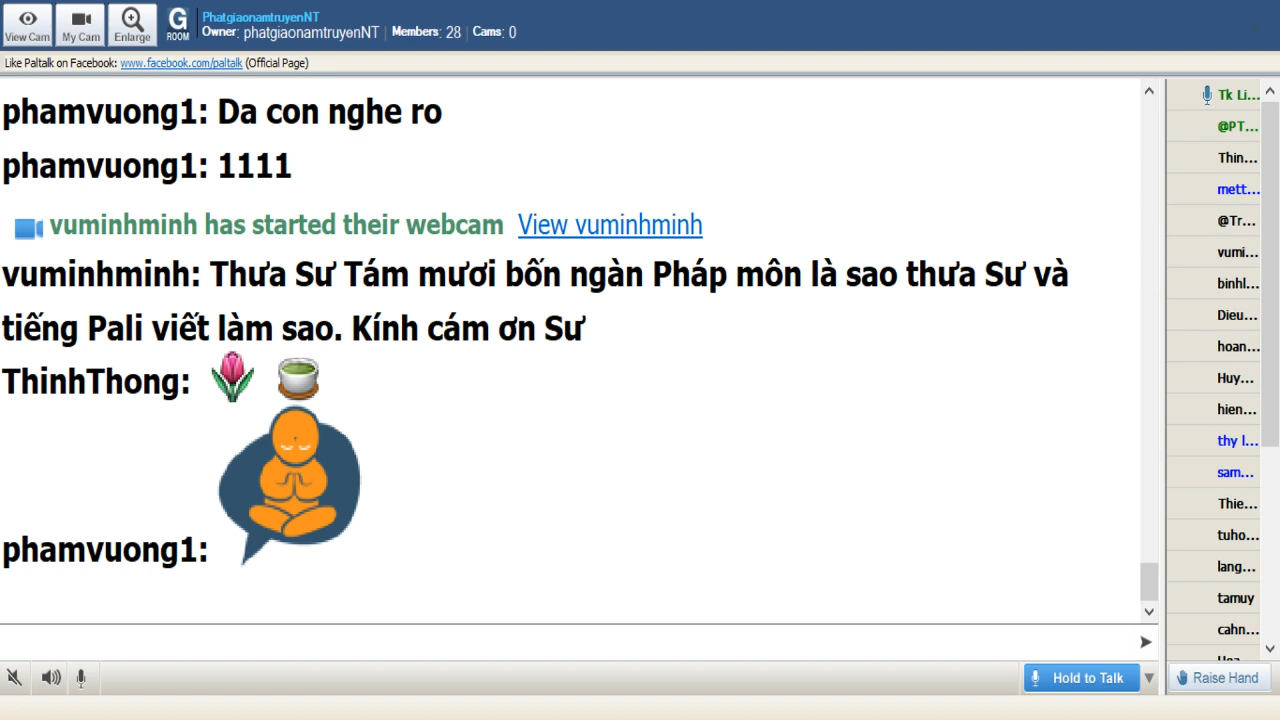 View Cam
My Cam
Enlarge
G
ROOM
PhatgiaonamtruyenNT
Owner: phatgiaonamtruyenNT | Members: 28 | Cams: 0
Like Paltalk on Facebook: www.facebook.com/paltalk (Official Page)
phamvuong1: Da con nghe ro
phamvuong1: 1111
vuminhminh has started their webcam View vuminhminh
vuminhminh: Thưa Sư Tám mươi bốn ngàn Pháp môn là sao thưa Sư và
tiếng Pali viết làm sao. Kính cám ơn Sư
ThinhThong:
phamvuong1:
Tk Li...
@PT...
Thin...
mett...
@Tr...
vumi...
binhl...
Dieu...
hoan...
Huy...
hien...
thy l...
sam...
Thie...
tuho...
lang...
tamuy
cahn...
Hold to Talk
Raise Hand